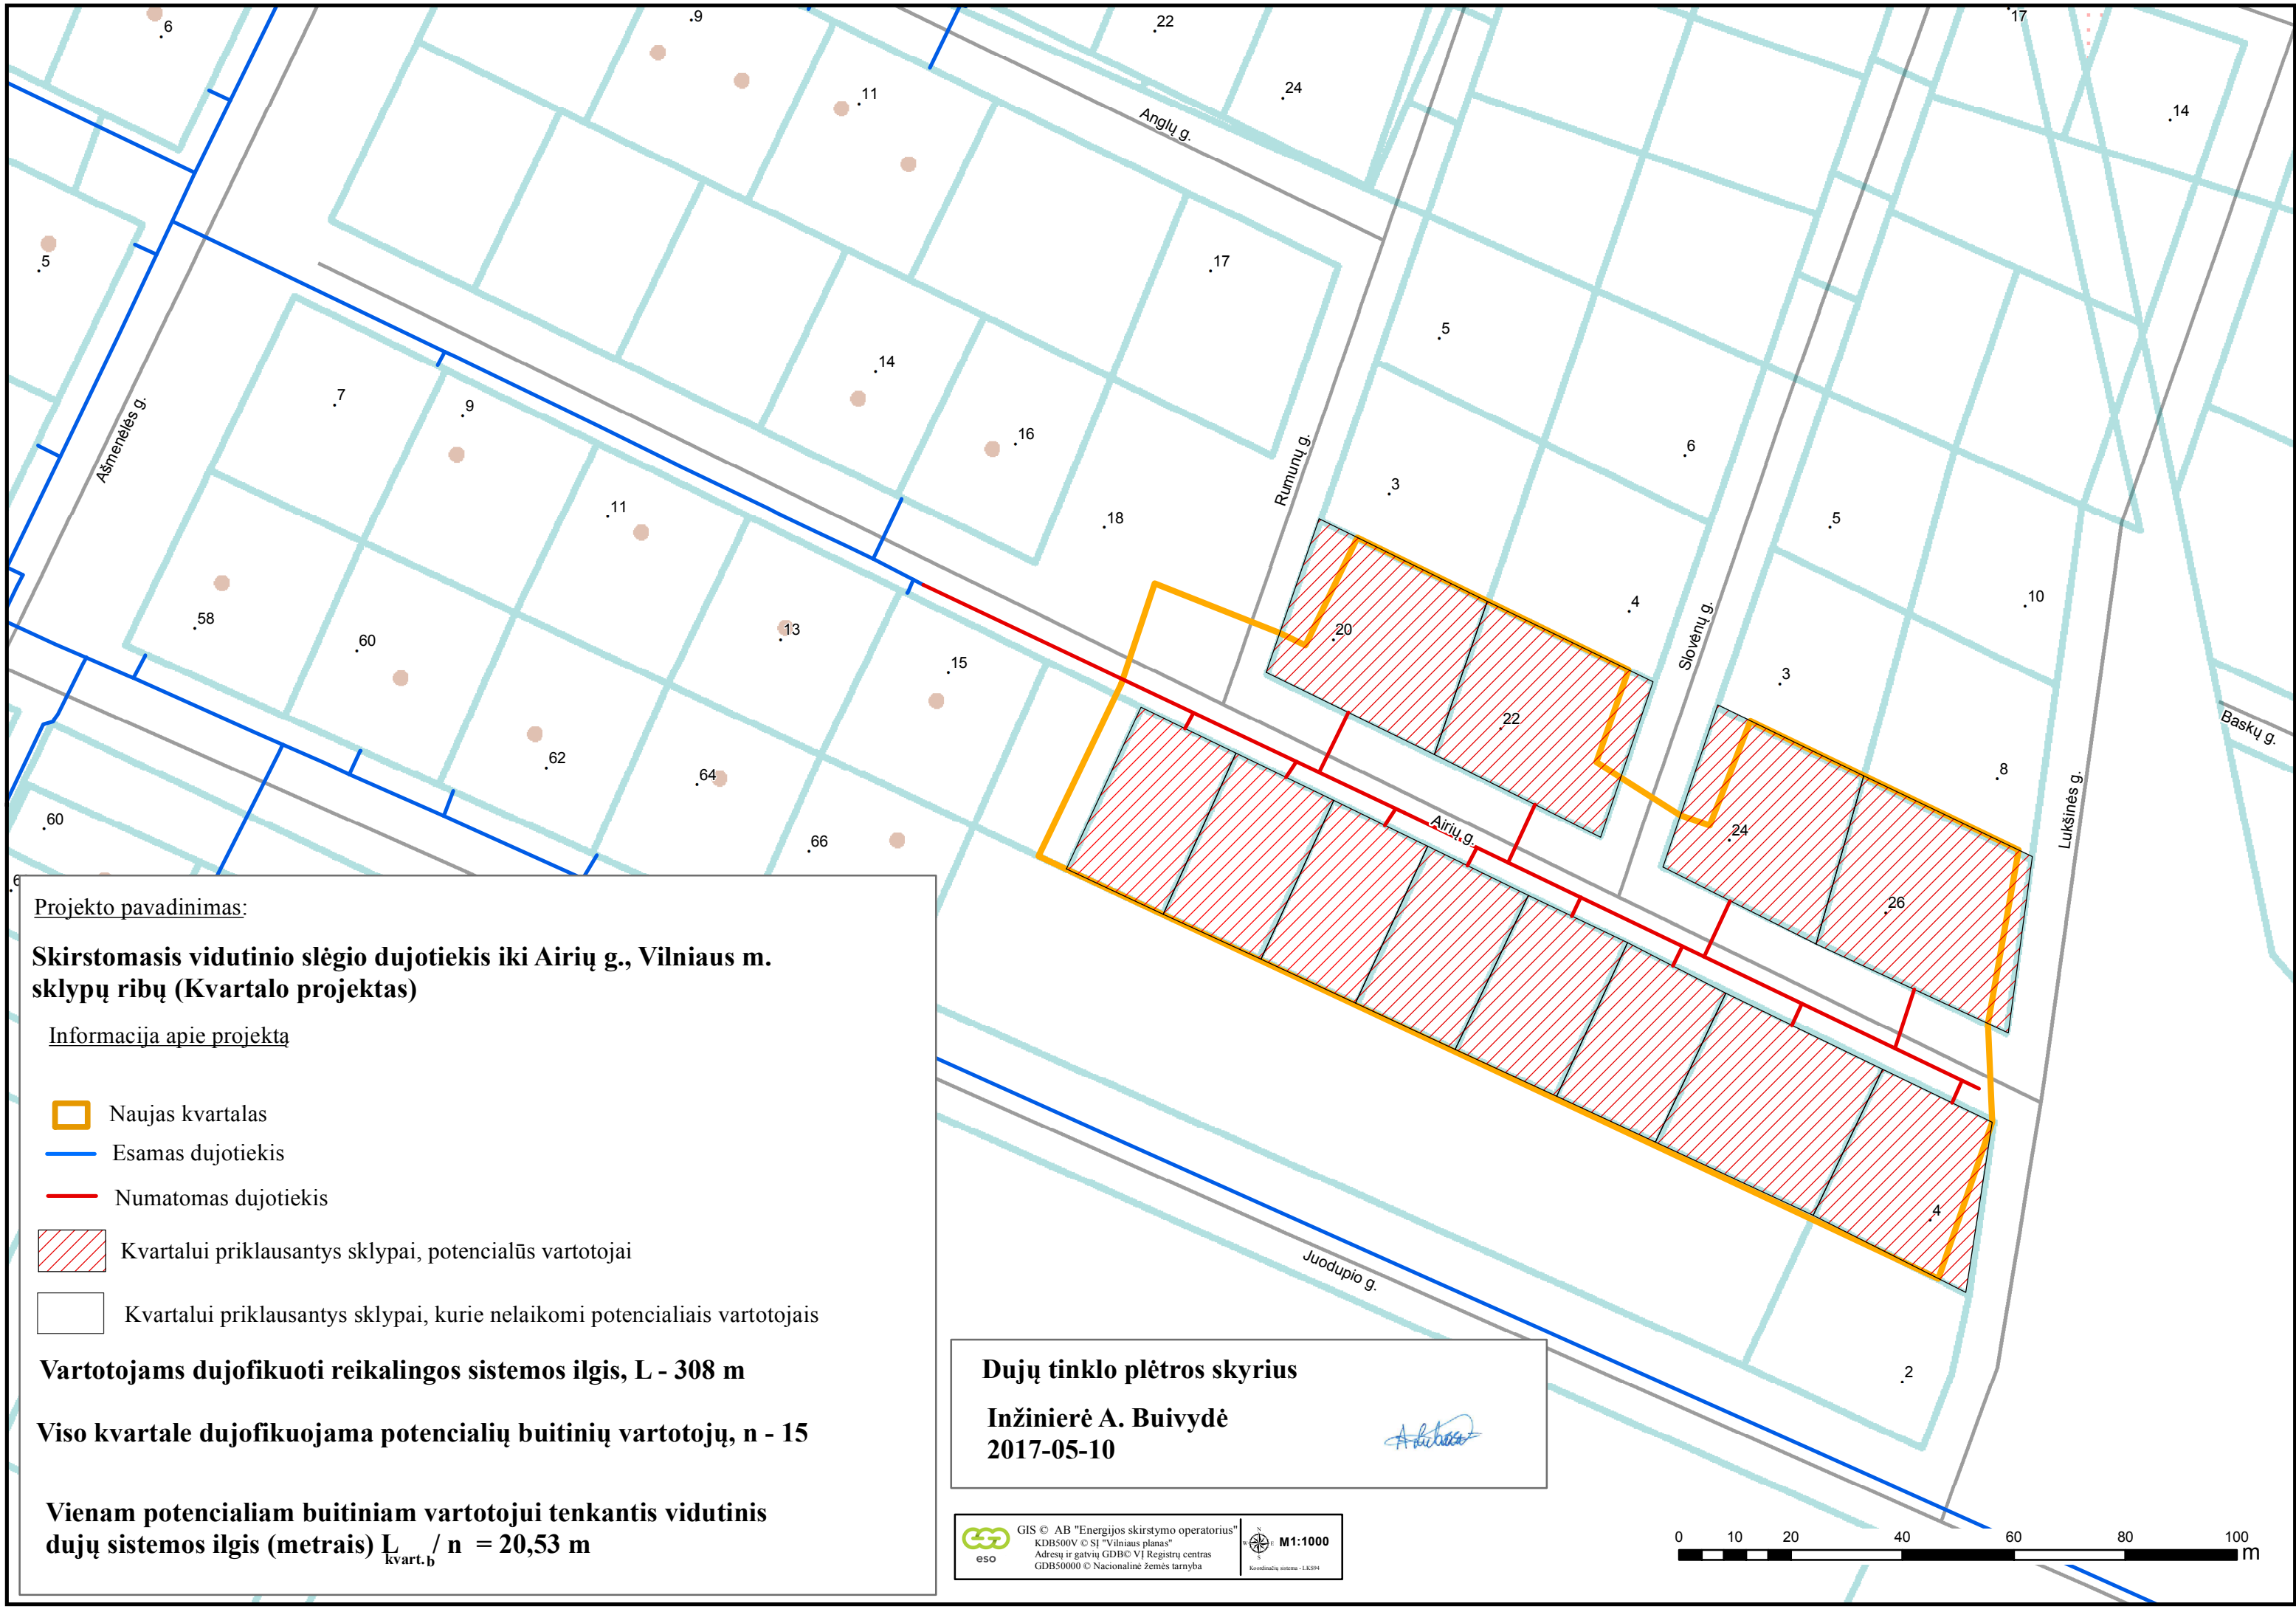 6
9
22
17
11
24
14
Anglų g.
5
17
5
14
7
9
16
Ašmenėlės g.
Rumunų g.
6
3
11
18
5
4
10
58
13
20
60
Slovėnų g.
15
3
22
Baskų g.
62
64
8
Lukšinės g.
60
66
Airių g.
24
6
26
4
Juodupio g.
2
Projekto pavadinimas:
Skirstomasis vidutinio slėgio dujotiekis iki Airių g., Vilniaus m.
sklypų ribų (Kvartalo projektas)
Informacija apie projektą
Naujas kvartalas
Esamas dujotiekis
Numatomas dujotiekis
Kvartalui priklausantys sklypai, potencialūs vartotojai
Kvartalui priklausantys sklypai, kurie nelaikomi potencialiais vartotojais
Vartotojams dujofikuoti reikalingos sistemos ilgis, L - 308 m
Viso kvartale dujofikuojama potencialių buitinių vartotojų, n - 15
Vienam potencialiam buitiniam vartotojui tenkantis vidutinis
dujų sistemos ilgis (metrais) L kvart.b / n = 20,53 m
Dujų tinklo plėtros skyrius
Inžinierė A. Buivydė
2017-05-10
eso
GIS © AB "Energijos skirstymo operatorius"
KDB500V © SĮ "Vilniaus planas"
Adresų ir gatvių GDB© VĮ Registrų centras
GDB50000 © Nacionalinė žemės tarnyba
N
W
E
S
M1:1000
Koordinačių sistema - LKS94
0 10 20 40 60 80 100
m